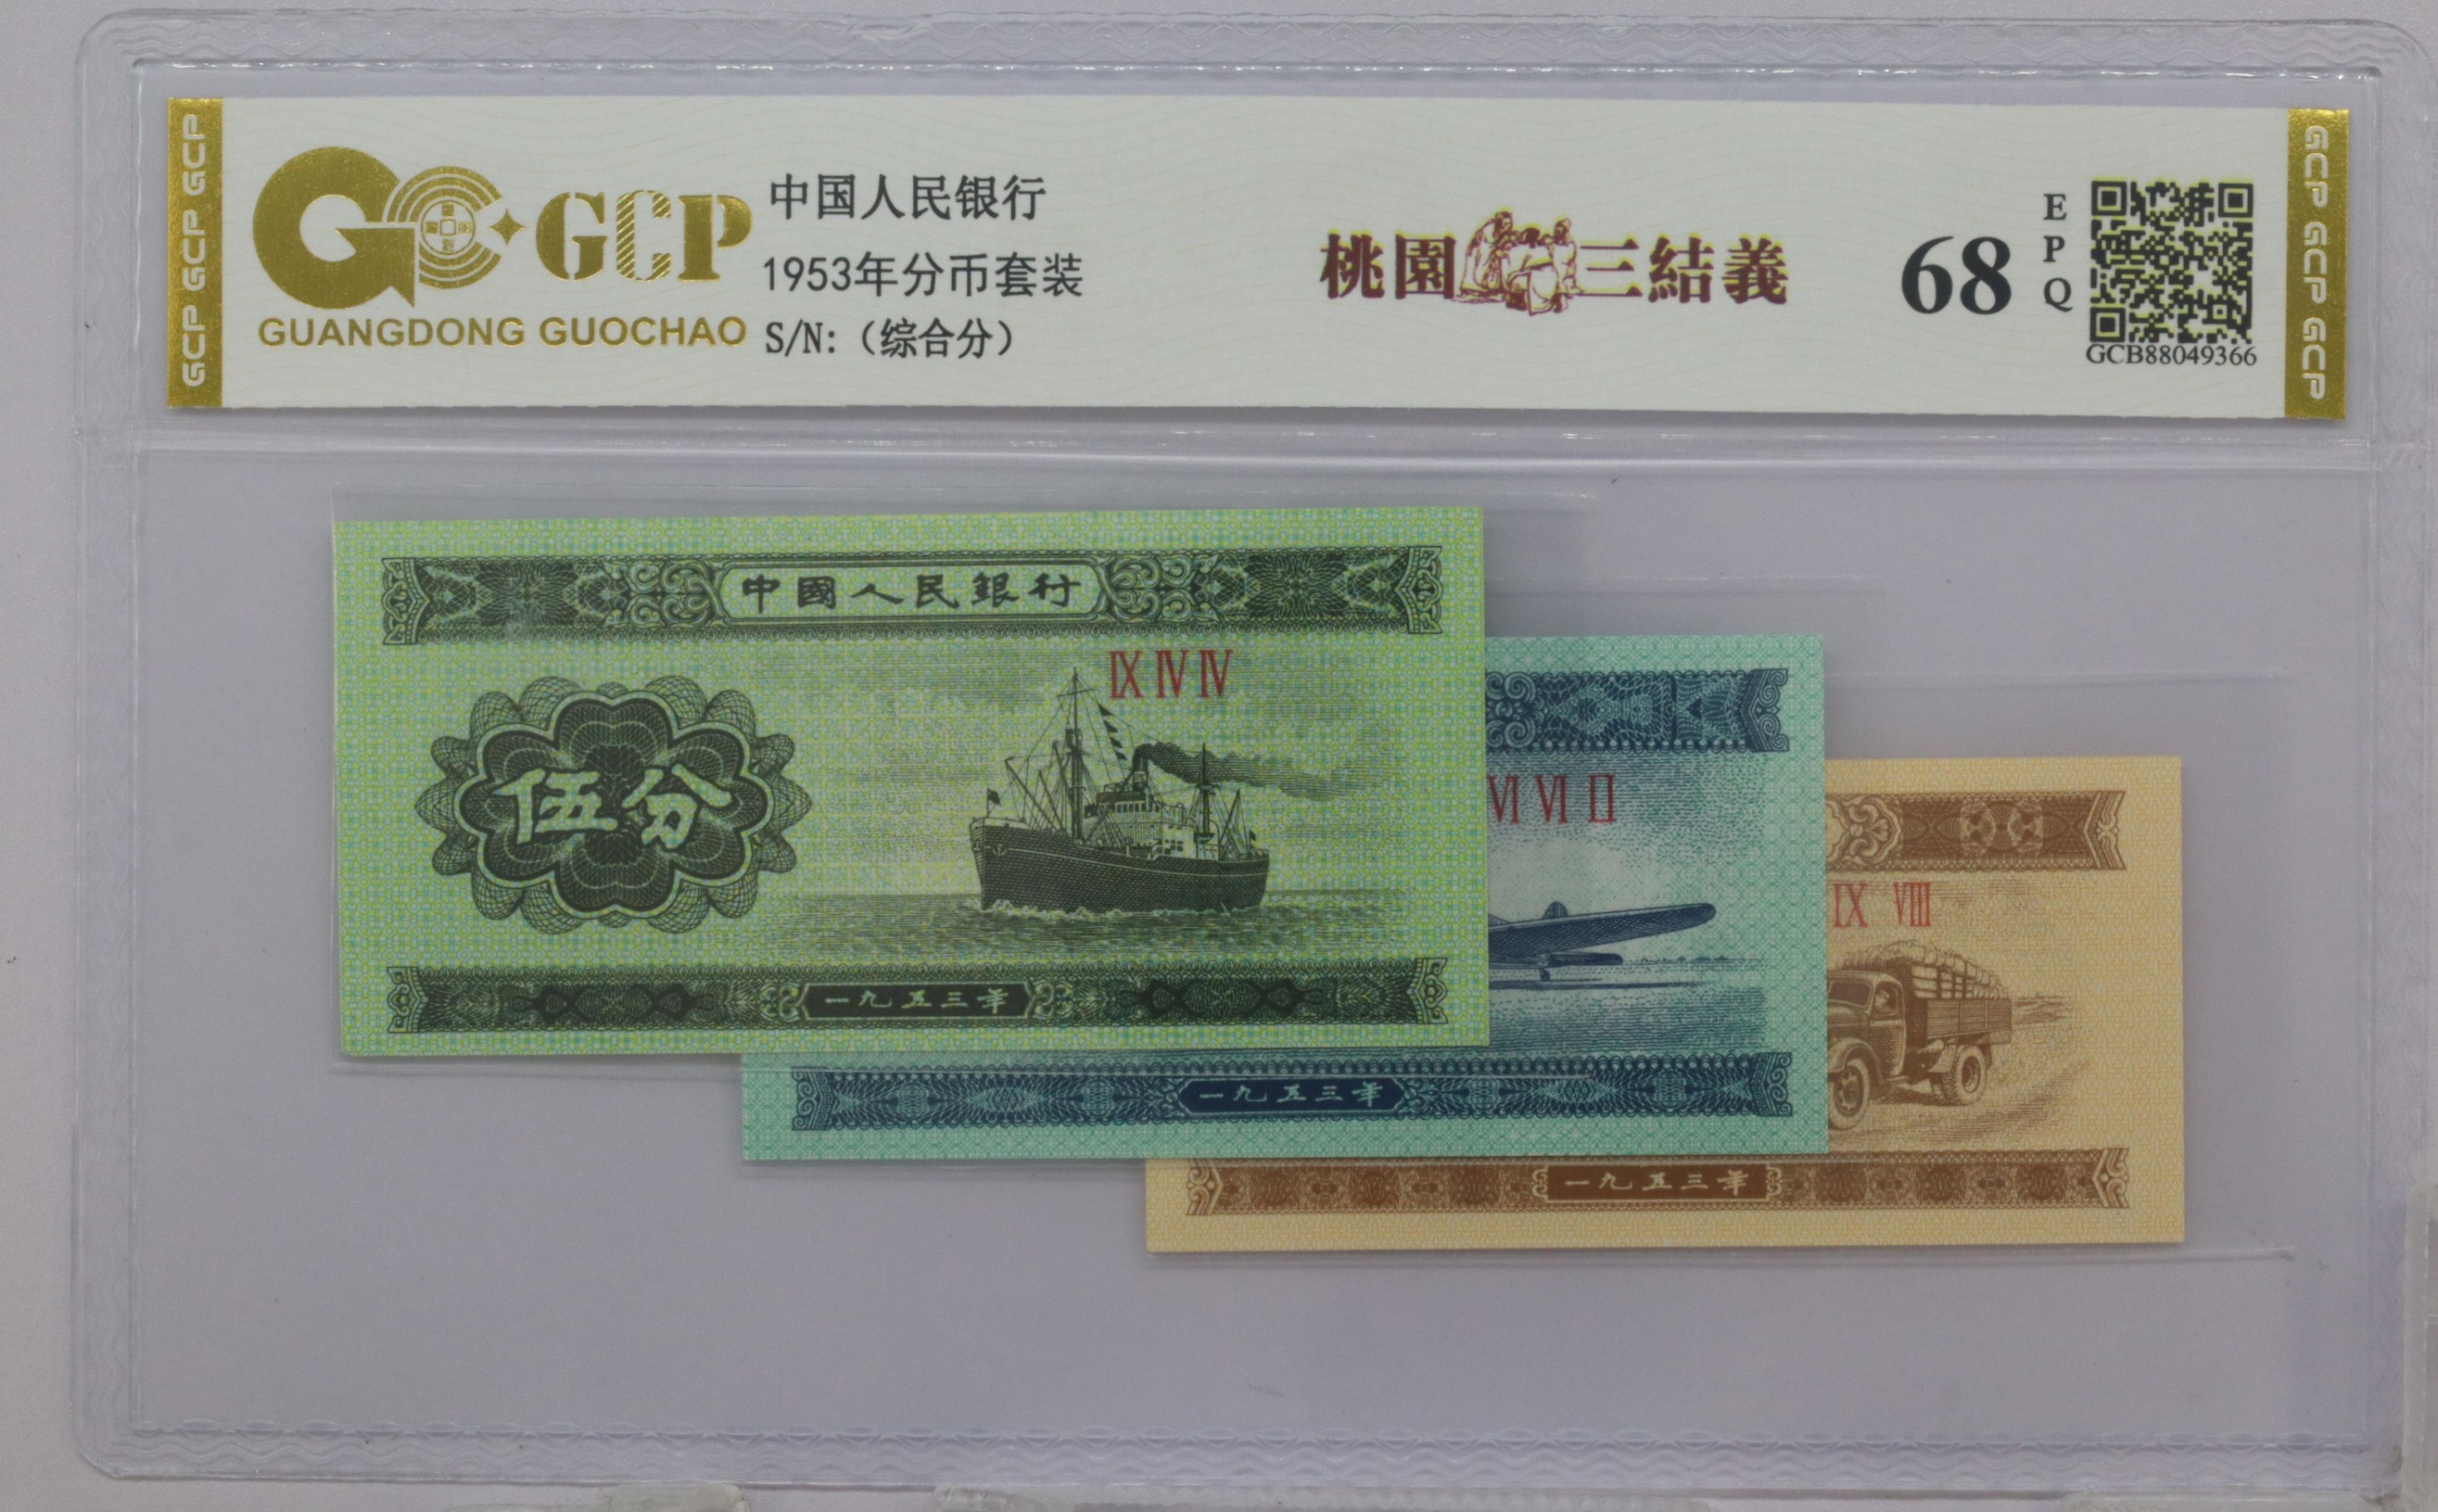 GCP GCP GCP
GCP
GUANGDONG GUOCHAO
中国人民银行
1953年分币套装
S/N:（综合分）
桃園三結義
68
EPQ
GCB88049366
GCP GCP GCP
中國人民銀行
IX IV IV
伍分
一九五三年
VI VI II
一九五三年
IX VIII
一九五三年